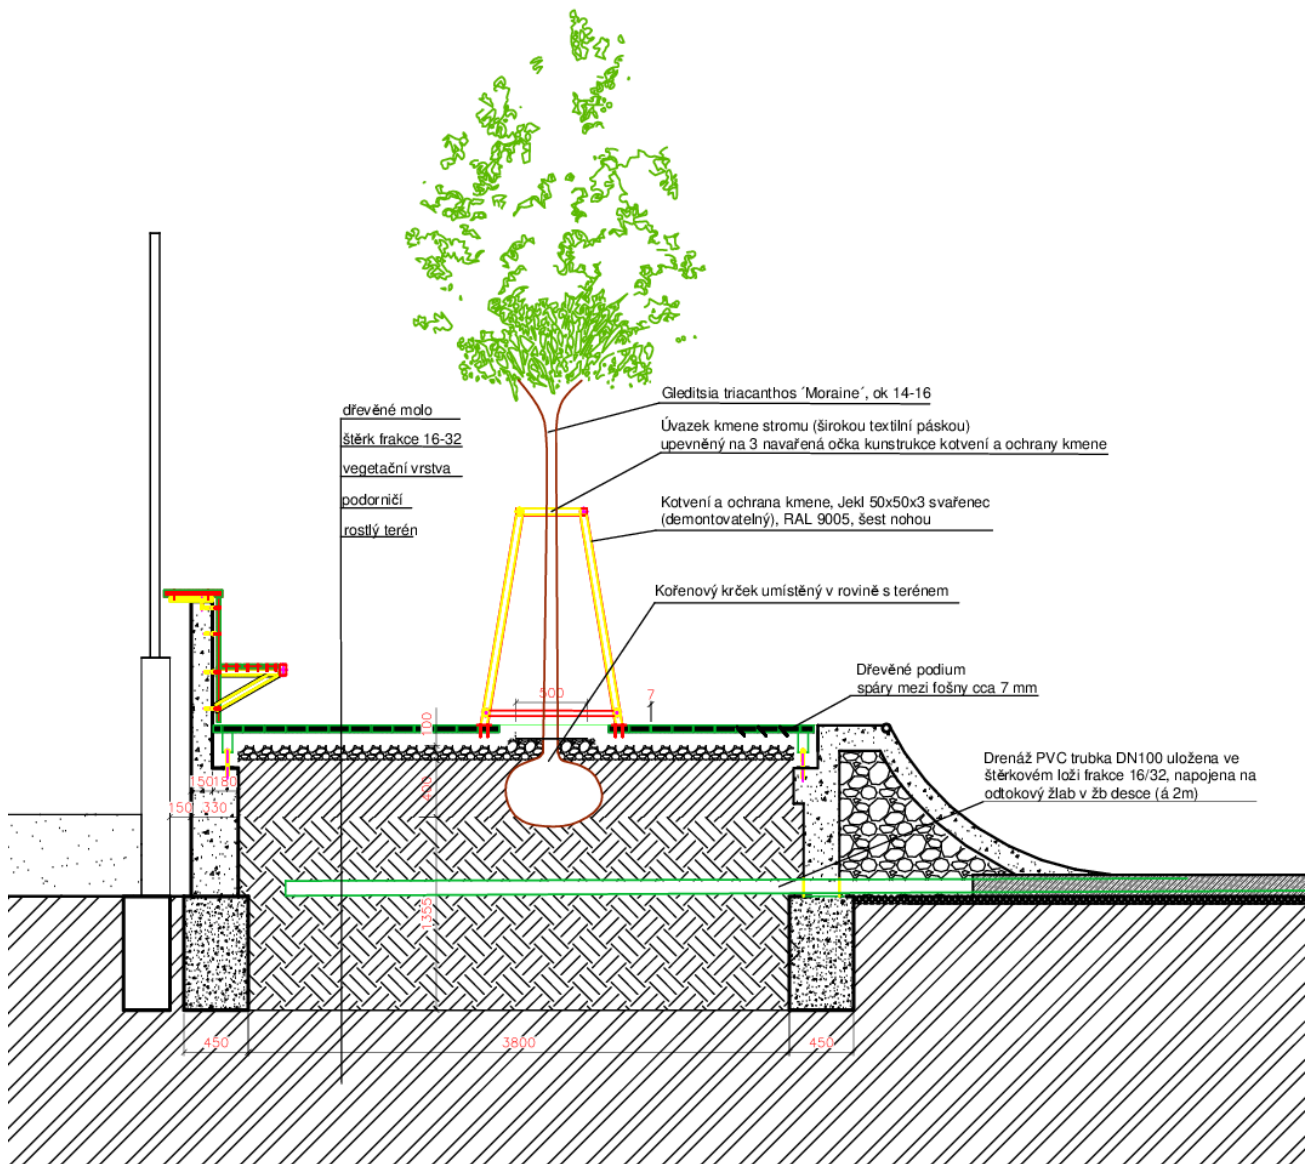 Gleditsia triacanthos ´Moraine´, ok 14-16
dřevěné molo
štěrk frakce 16-32
vegetační vrstva
podorničí
rostlý terén
Úvazek kmene stromu (širokou textilní páskou)
upevněný na 3 navařená očka kunstrukce kotvení a ochrany kmene
Kotvení a ochrana kmene, Jekl 50x50x3 svařenec
(demontovatelný), RAL 9005, šest nohou
Kořenový krček umístěný v rovině s terénem
Dřevěné podium
spáry mezi fošny cca 7 mm
500
7
100
Drenáž PVC trubka DN100 uložena ve
štěrkovém loži frakce 16/32, napojena na
odtokový žlab v žb desce (á 2m)
150 180
150 330
400
1355
450
3800
450